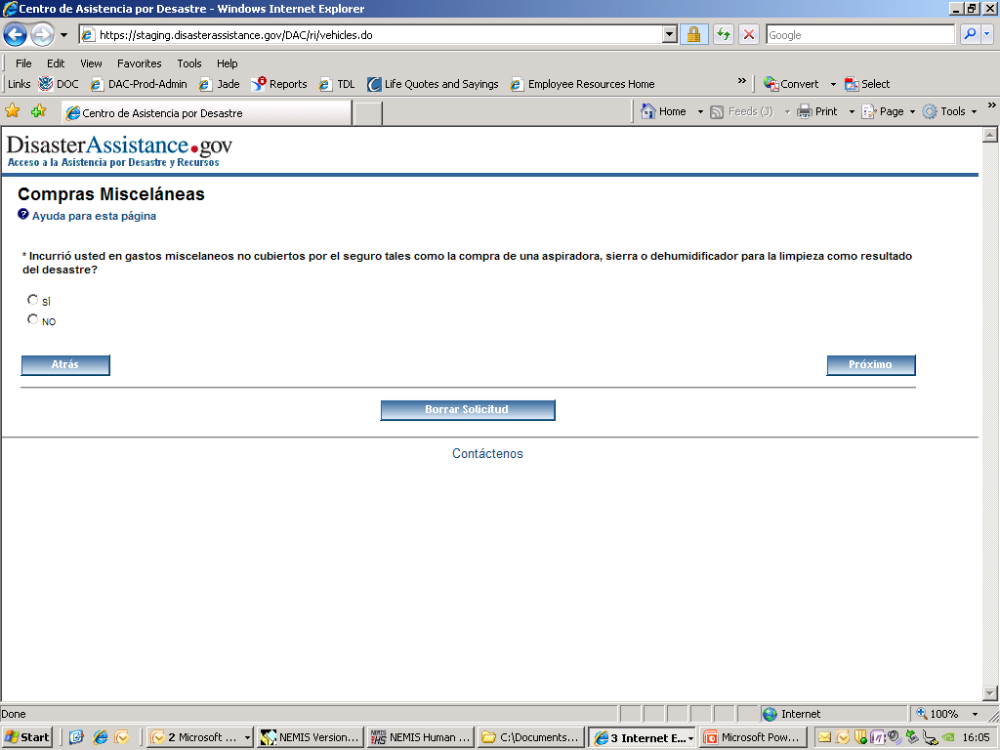 Centro de Asistencia por Desastre - Windows Internet Explorer
https://staging.disasterassistance.gov/DAC/ri/vehicles.do
Google
File Edit View Favorites Tools Help
Links DOC DAC-Prod-Admin Jade Reports TDL Life Quotes and Sayings Employee Resources Home » Convert Select
Centro de Asistencia por Desastre Home Feeds (J) Print Page Tools »
DisasterAssistance.gov
Acceso a la Asistencia por Desastre y Recursos
Compras Misceláneas
? Ayuda para esta página
* Incurrió usted en gastos miscelaneos no cubiertos por el seguro tales como la compra de una aspiradora, sierra o dehumidificador para la limpieza como resultado
del desastre?
SÍ
NO
Atrás Próximo
Borrar Solicitud
Contáctenos
Done Internet 100%
Start 2 Microsoft ... NEMIS Version... NEMIS Human ... C:\Documents... 3 Internet E... Microsoft Pow... 16:05